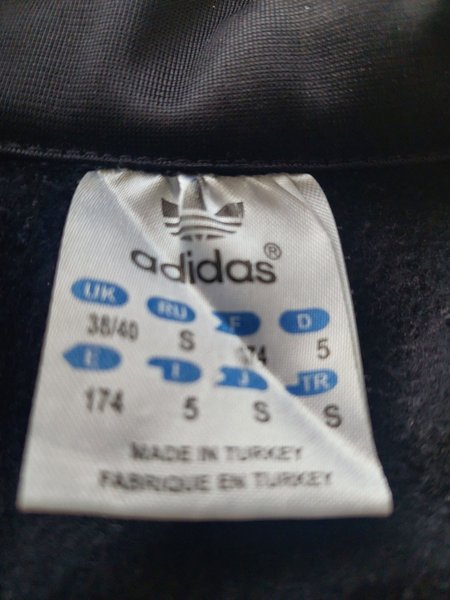 adidas®
UK RU F D
38/40 S 174 5
E I J TR
174 5 S S
MADE IN TURKEY
FABRIQUE EN TURKEY